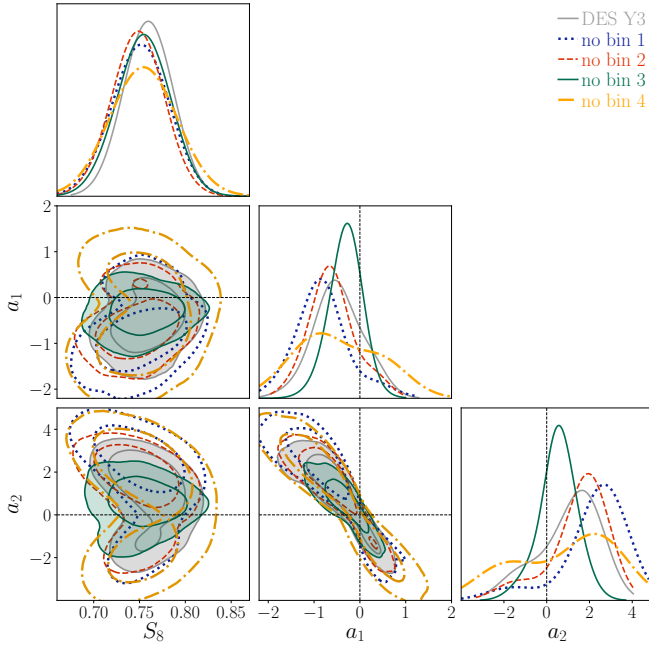 DES Y3
no bin 1
no bin 2
no bin 3
no bin 4
2
1
0
−1
−2
a₁
4
2
0
−2
a₂
0.70 0.75 0.80 0.85
S₈
−2 −1 0 1 2
a₁
−2 0 2 4
a₂